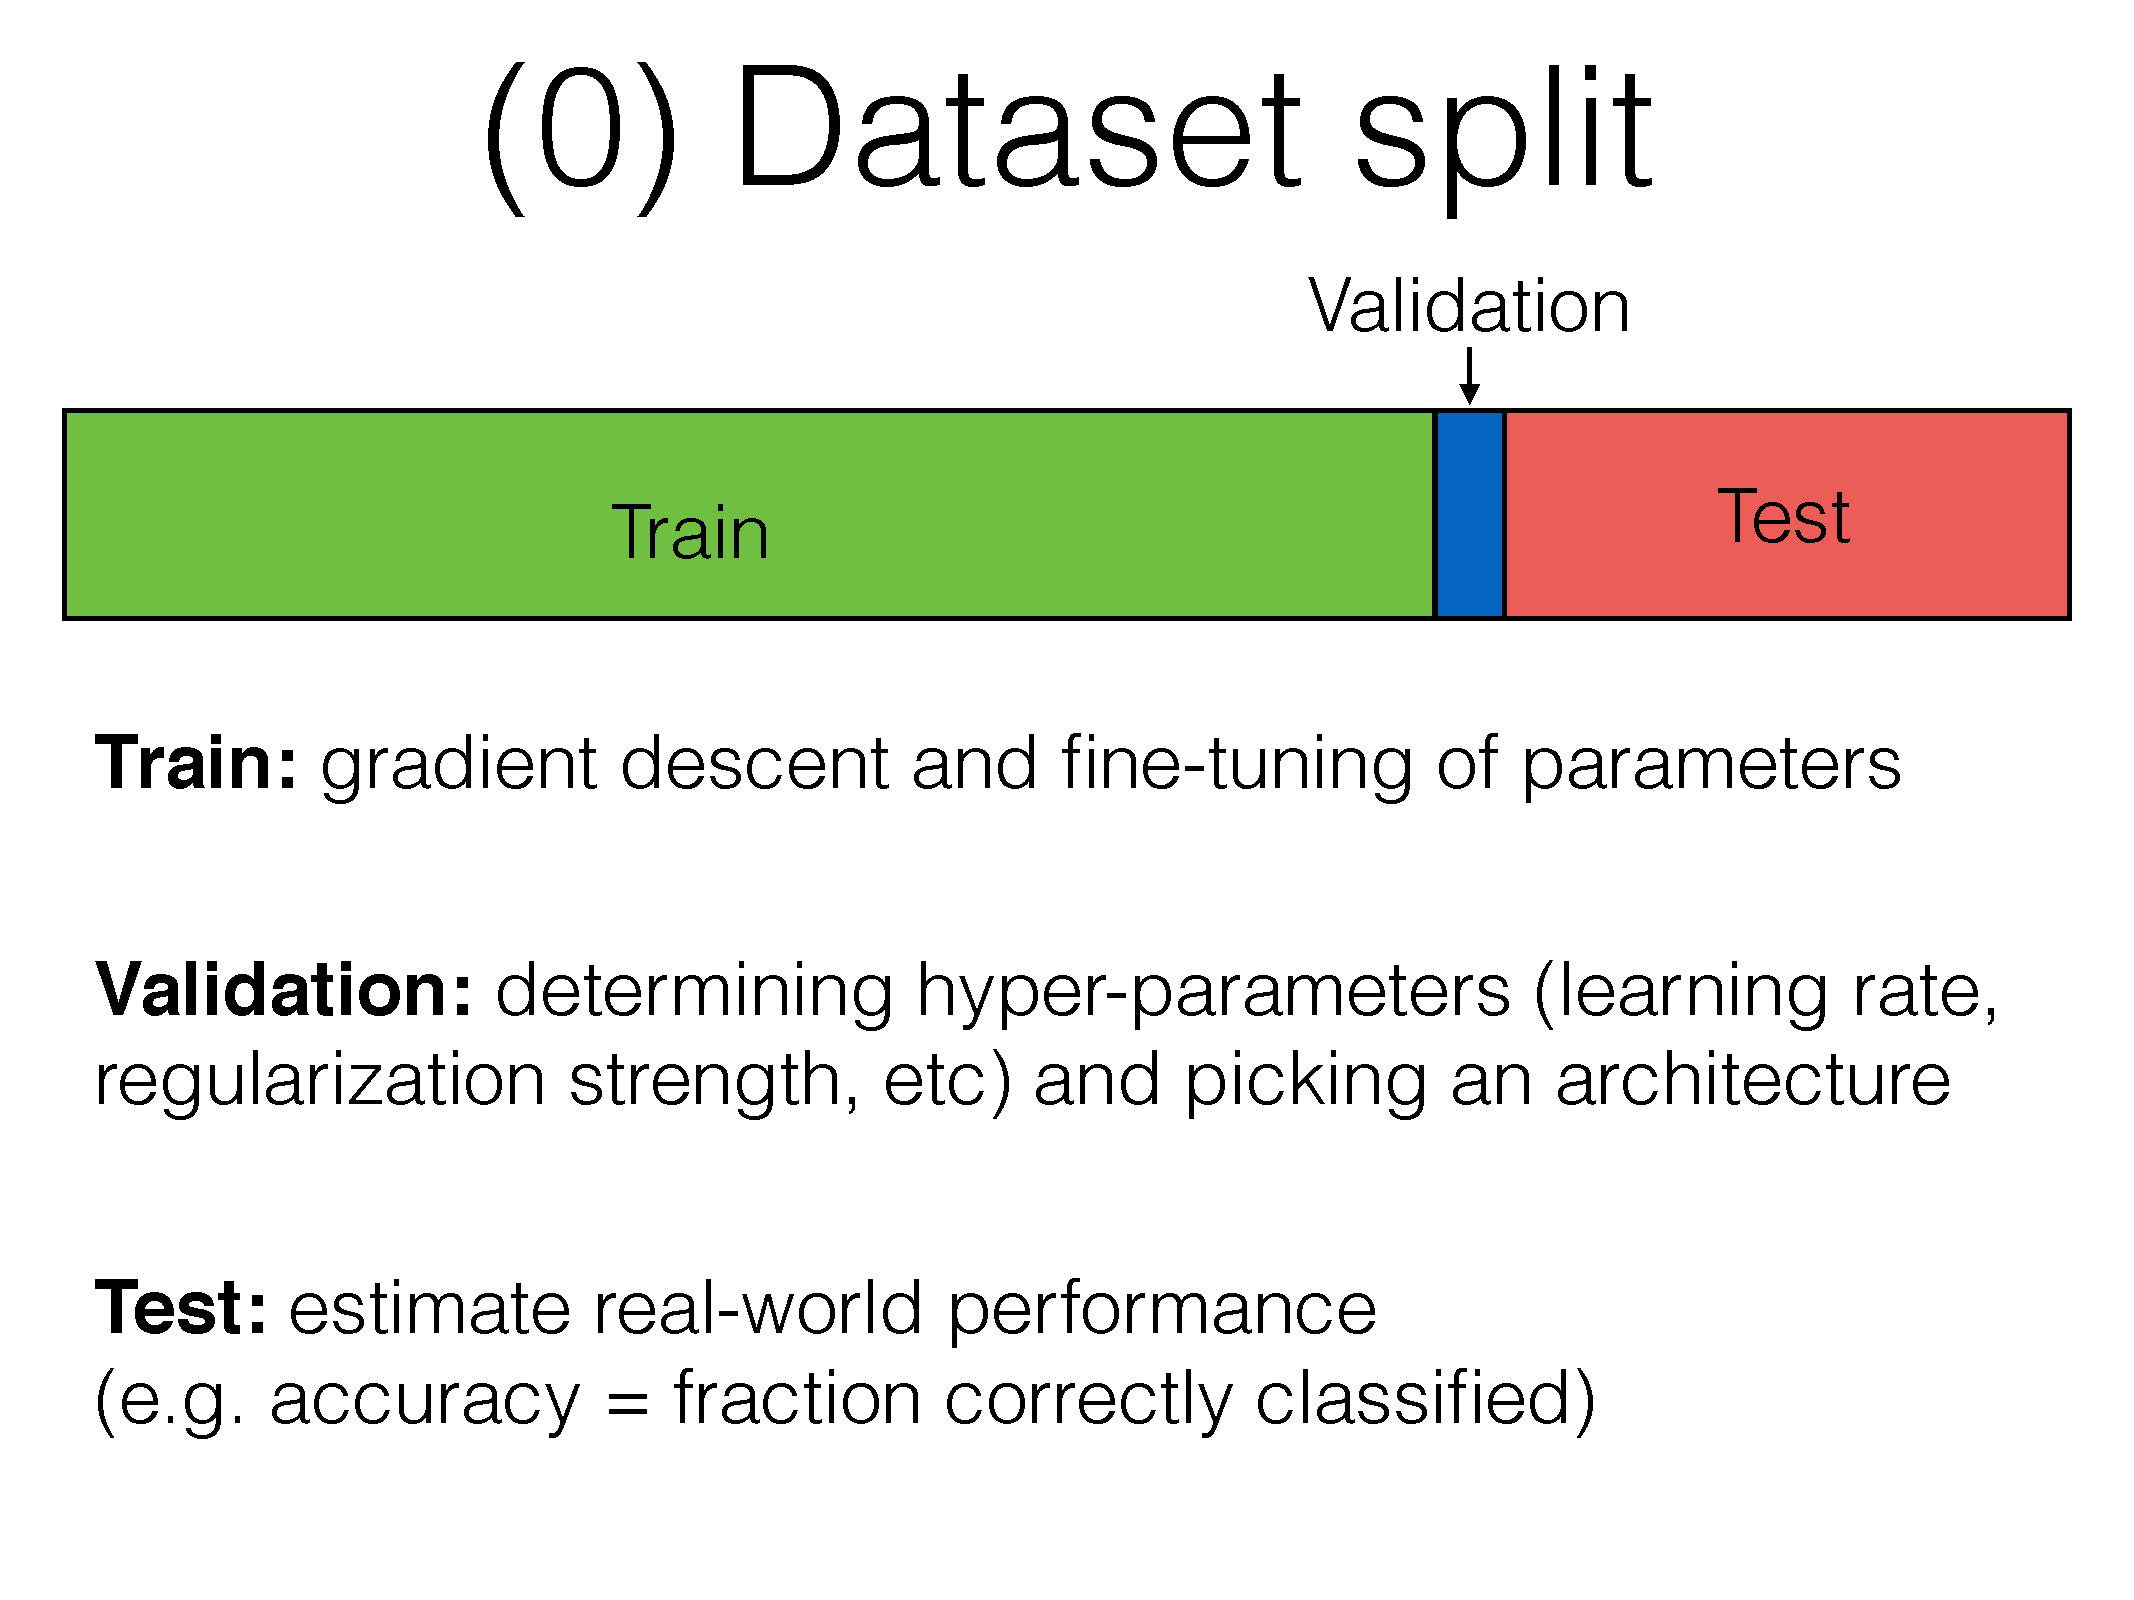 (0) Dataset split
Validation
Train
Test
Train: gradient descent and fine-tuning of parameters
Validation: determining hyper-parameters (learning rate,
regularization strength, etc) and picking an architecture
Test: estimate real-world performance
(e.g. accuracy = fraction correctly classified)